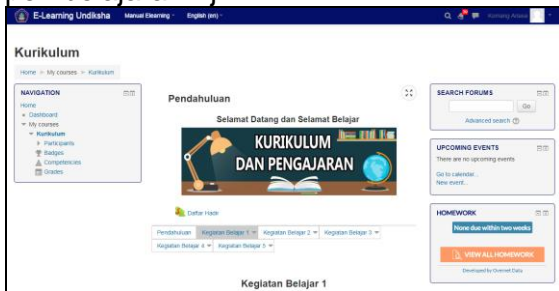 E-Learning Undiksha
Manual Elearning
English (en)
Kurikulum
Home > My courses > Kurikulum
NAVIGATION
Home
Dashboard
My courses
Kurikulum
Participants
Badges
Competencies
Grades
Pendahuluan
Selamat Datang dan Selamat Belajar
KURIKULUM
DAN PENGAJARAN
Daftar Hadir
Pendahuluan Kegiatan Belajar 1 Kegiatan Belajar 2 Kegiatan Belajar 3
Kegiatan Belajar 4 Kegiatan Belajar 5
Kegiatan Belajar 1
SEARCH FORUMS
Go
Advanced search
UPCOMING EVENTS
There are no upcoming events
Go to calendar...
New event...
HOMEWORK
None due within two weeks
VIEW ALL HOMEWORK
Developed by Overnet Data